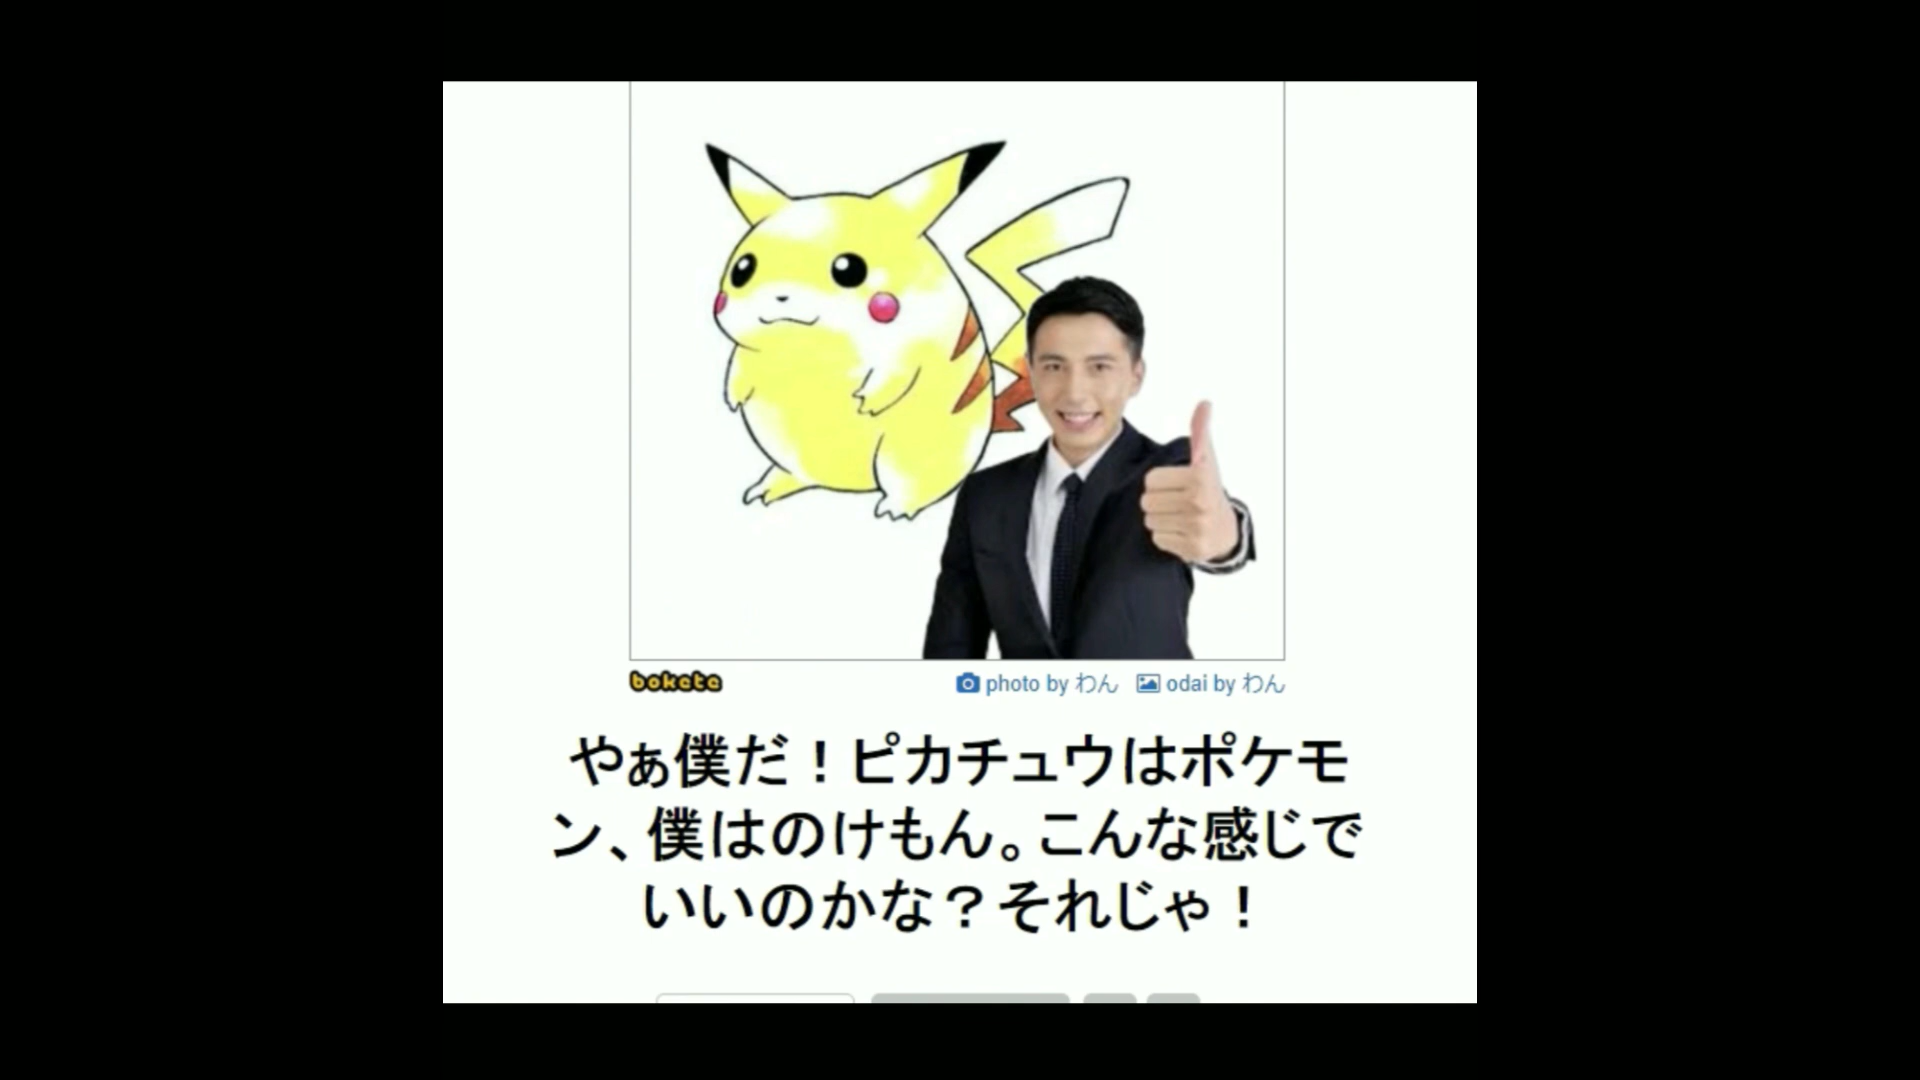 bokete
photo by わん
odai by わん
やぁ僕だ！ピカチュウはポケモ
ン、僕はのけもん。こんな感じで
いいのかな？それじゃ！